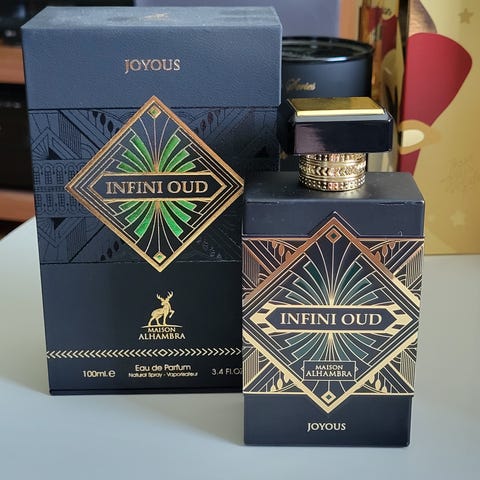 JOYOUS
INFINI OUD
MAISON
ALHAMBRA
100ml.e
Eau de Parfum
Natural Spray - Vaporisateur
3.4 Fl.O
Series
INFINI OUD
MAISON
ALHAMBRA
JOYOUS